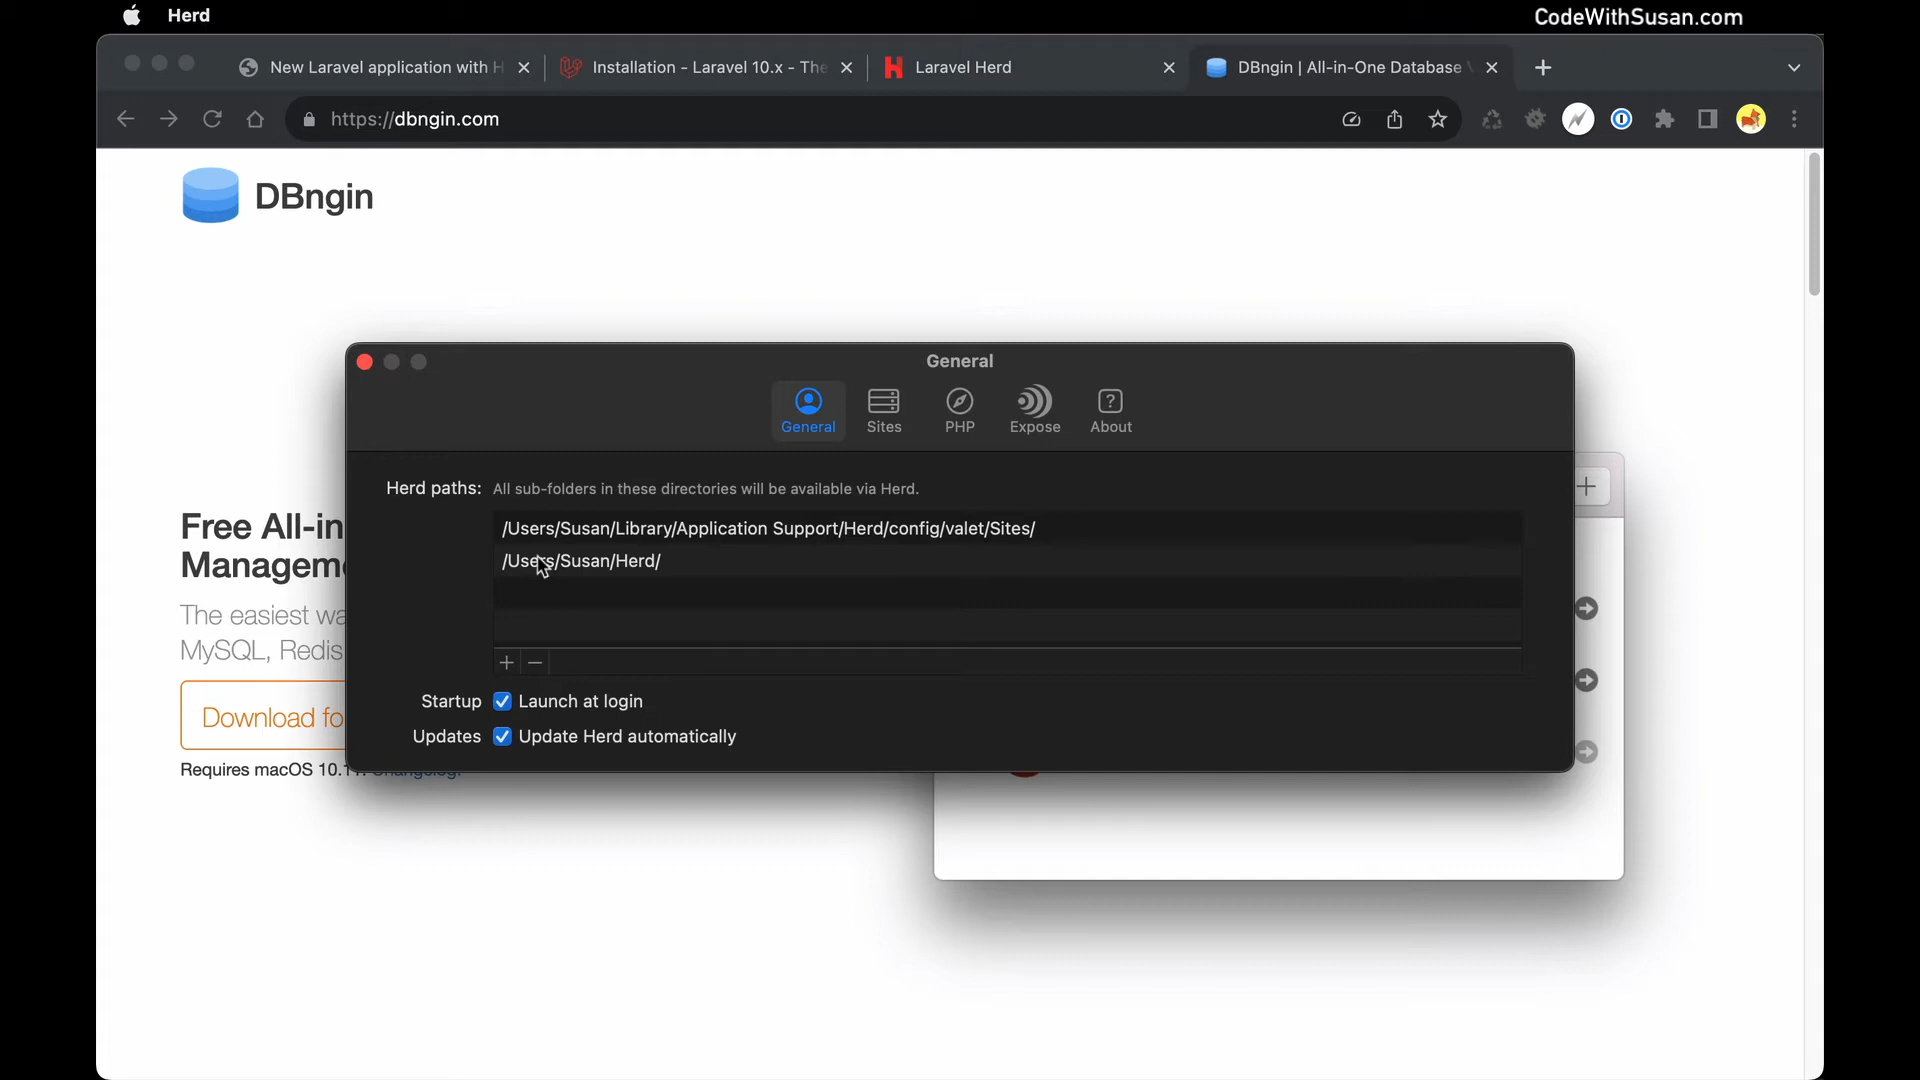 Herd
CodeWithSusan.com
New Laravel application with H
Installation - Laravel 10.x - The
Laravel Herd
DBngin | All-in-One Database
https://dbngin.com
DBngin
General
General
Sites
PHP
Expose
About
Herd paths: All sub-folders in these directories will be available via Herd.
/Users/Susan/Library/Application Support/Herd/config/valet/Sites/
/Users/Susan/Herd/
Startup Launch at login
Updates Update Herd automatically
Free All-in
Managem
The easiest wa
MySQL, Redis
Download fo
Requires macOS 10.11. Changelog.